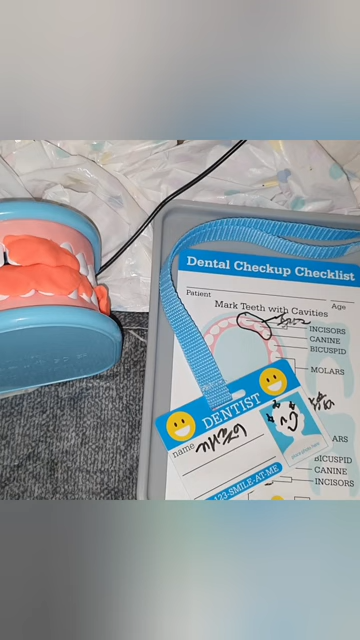 Dental Checkup Checklist
Patient
Age
Mark Teeth with Cavities
INCISORS
CANINE
BICUSPID
MOLARS
DENTIST
name
123-SMILE-AT-ME
MOLARS
BICUSPID
CANINE
INCISORS